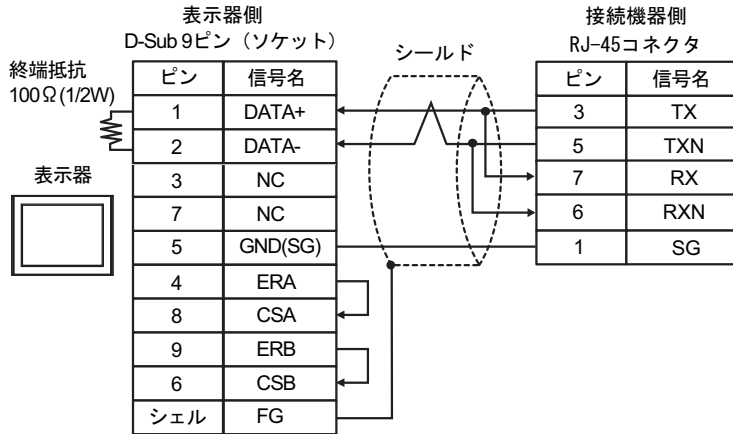 表示器側
D-Sub 9ピン（ソケット）
シールド
接続機器側
RJ-45コネクタ
終端抵抗
100Ω(1/2W)
表示器
ピン 信号名
1 DATA+
2 DATA-
3 NC
7 NC
5 GND(SG)
4 ERA
8 CSA
9 ERB
6 CSB
シェル FG
ピン 信号名
3 TX
5 TXN
7 RX
6 RXN
1 SG